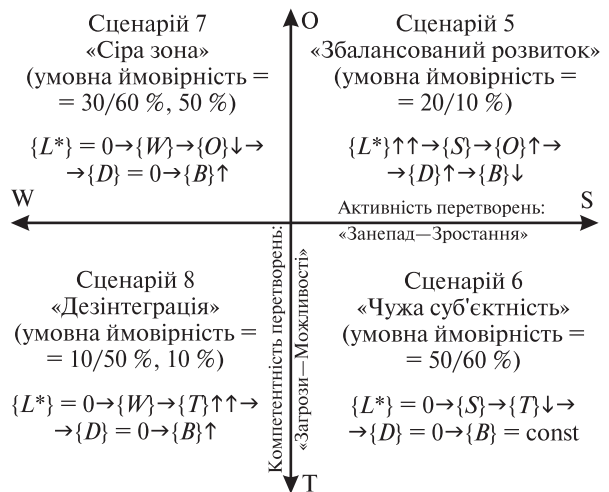 O
Сценарій 7
«Сіра зона»
(умовна ймовірність =
= 30/60 %, 50 %)
{L*} = 0→{W}→{O}↓→
→{D} = 0→{B}↑
Сценарій 5
«Збалансований розвиток»
(умовна ймовірність =
= 20/10 %)
{L*}↑↑→{S}→{O}↑→
→{D}↑→{B}↓
W
S
Активність перетворень:
«Занепад—Зростання»
Компетентність перетворень:
«Загрози—Можливості»
Сценарій 8
«Дезінтеграція»
(умовна ймовірність =
= 10/50 %, 10 %)
{L*} = 0→{W}→{T}↑↑→
→{D} = 0→{B}↑
Сценарій 6
«Чужа суб'єктність»
(умовна ймовірність =
= 50/60 %)
{L*} = 0→{S}→{T}↓→
→{D} = 0→{B} = const
T